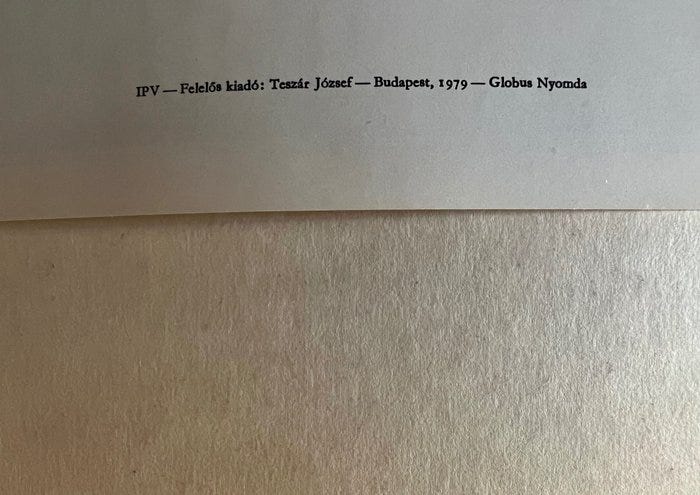 IPV — Felelős kiadó: Teszár József — Budapest, 1979 — Globus Nyomda